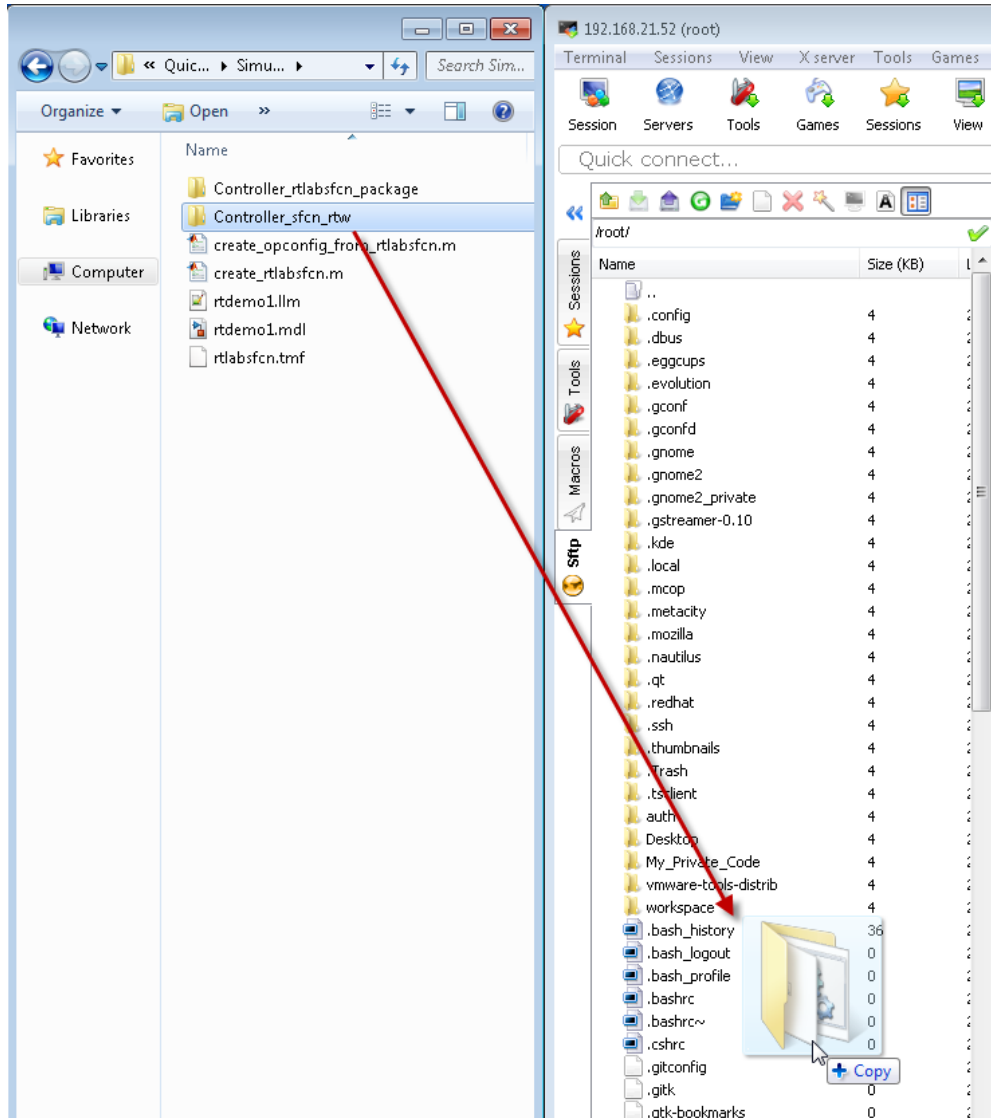 « Quic... ▸ Simu... ▸
Search Sim...
Organize
Open
»
Favorites
Libraries
Computer
Network
Name
Controller_rtlabsfcn_package
Controller_sfcn_rtw
create_opconfig_from_rtlabsfcn.m
create_rtlabsfcn.m
rtdemo1.llm
rtdemo1.mdl
rtlabsfcn.tmf
192.168.21.52 (root)
Terminal Sessions View X server Tools Games
Session Servers Tools Games Sessions View
Quick connect...
Sessions
Tools
Macros
Sftp
/root/
Name Size (KB)
..
.config 4
.dbus 4
.eggcups 4
.evolution 4
.gconf 4
.gconfd 4
.gnome 4
.gnome2 4
.gnome2_private 4
.gstreamer-0.10 4
.kde 4
.local 4
.mcop 4
.metacity 4
.mozilla 4
.nautilus 4
.qt 4
.redhat 4
.ssh 4
.thumbnails 4
.Trash 4
.tsclient 4
auth 4
Desktop 4
My_Private_Code 4
vmware-tools-distrib 4
workspace 4
.bash_history 36
.bash_logout 0
.bash_profile 0
.bashrc 0
.bashrc~ 0
.cshrc 0
.gitconfig
Copy
.gitk 0
.gtk-bookmarks 0